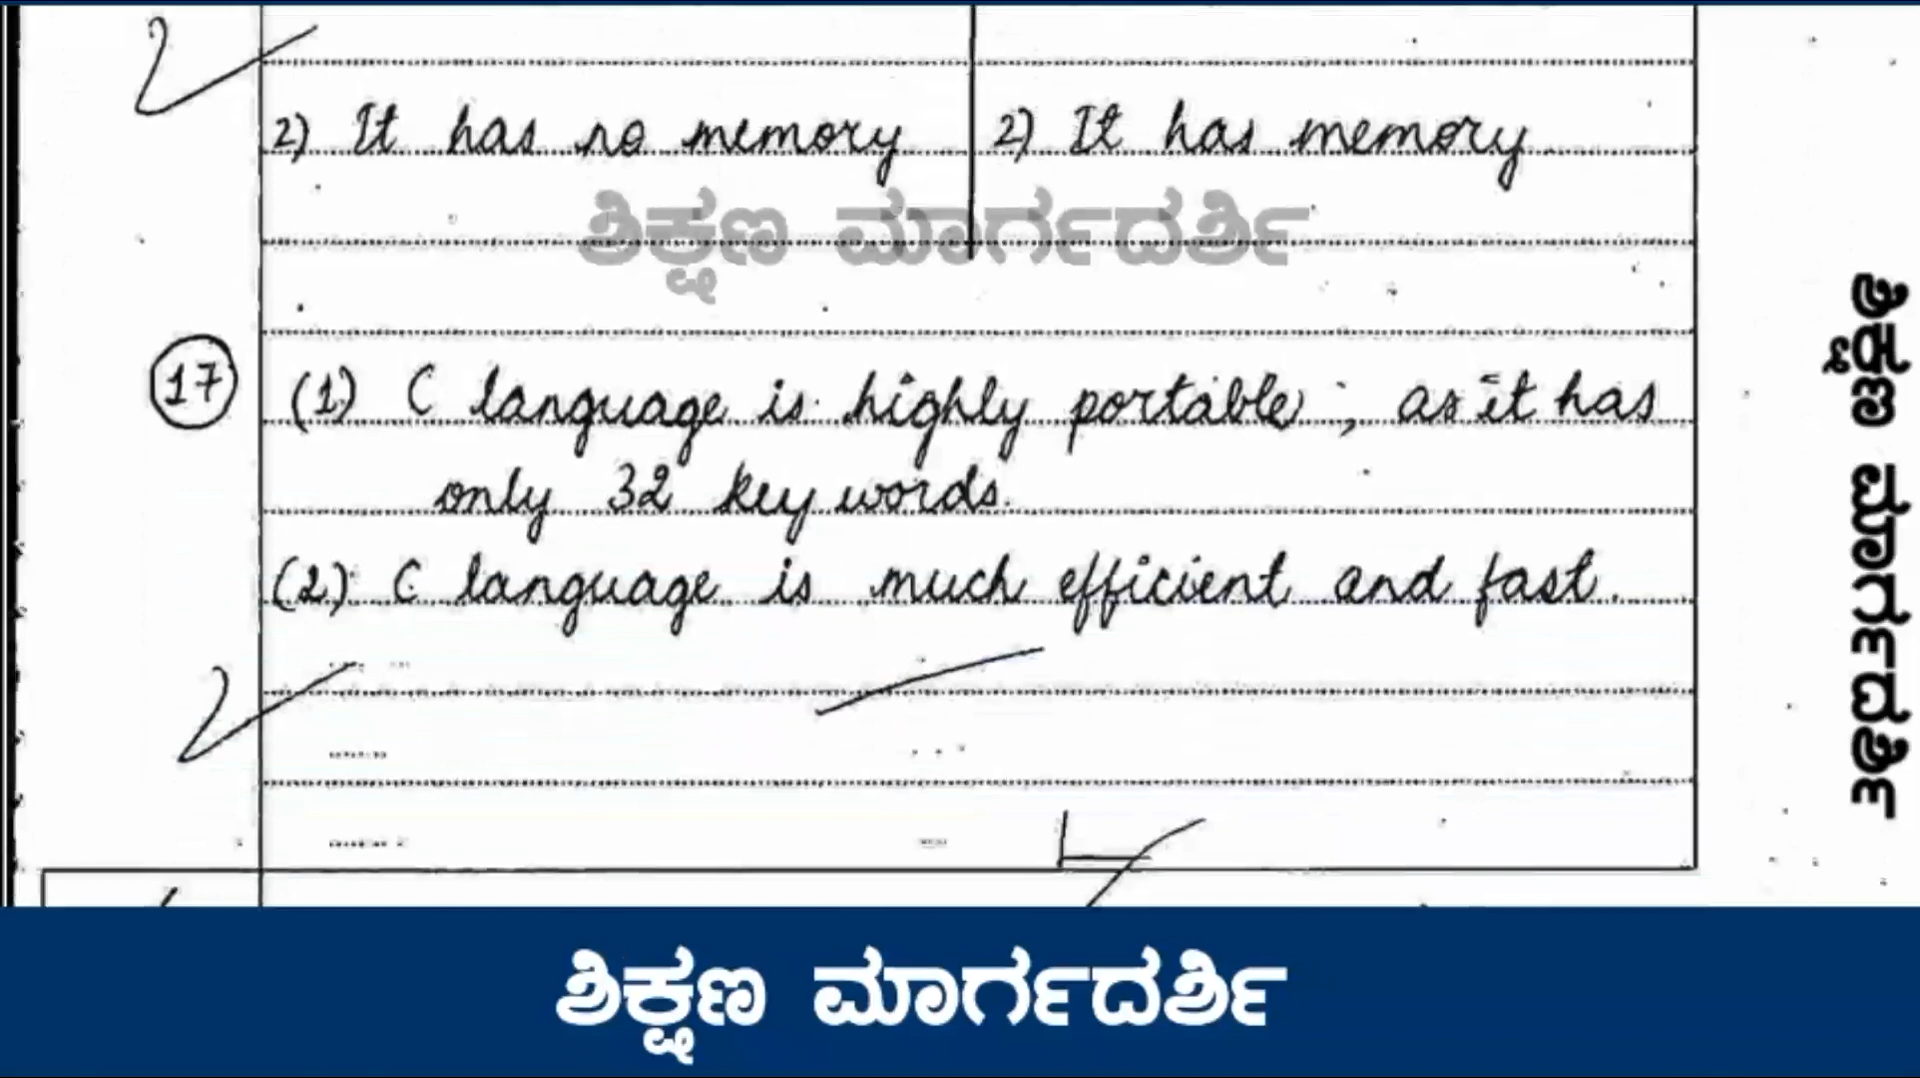 2) It has no memory 2) It has memory
ಶಿಕ್ಷಣ ಮಾರ್ಗದರ್ಶಿ
17 (1) C language is highly portable ; as it has
only 32 key words.
(2) C language is much efficient and fast.
ಶಿಕ್ಷಣ ಮಾರ್ಗದರ್ಶಿ
ಶಿಕ್ಷಣ ಮಾರ್ಗದರ್ಶಿ